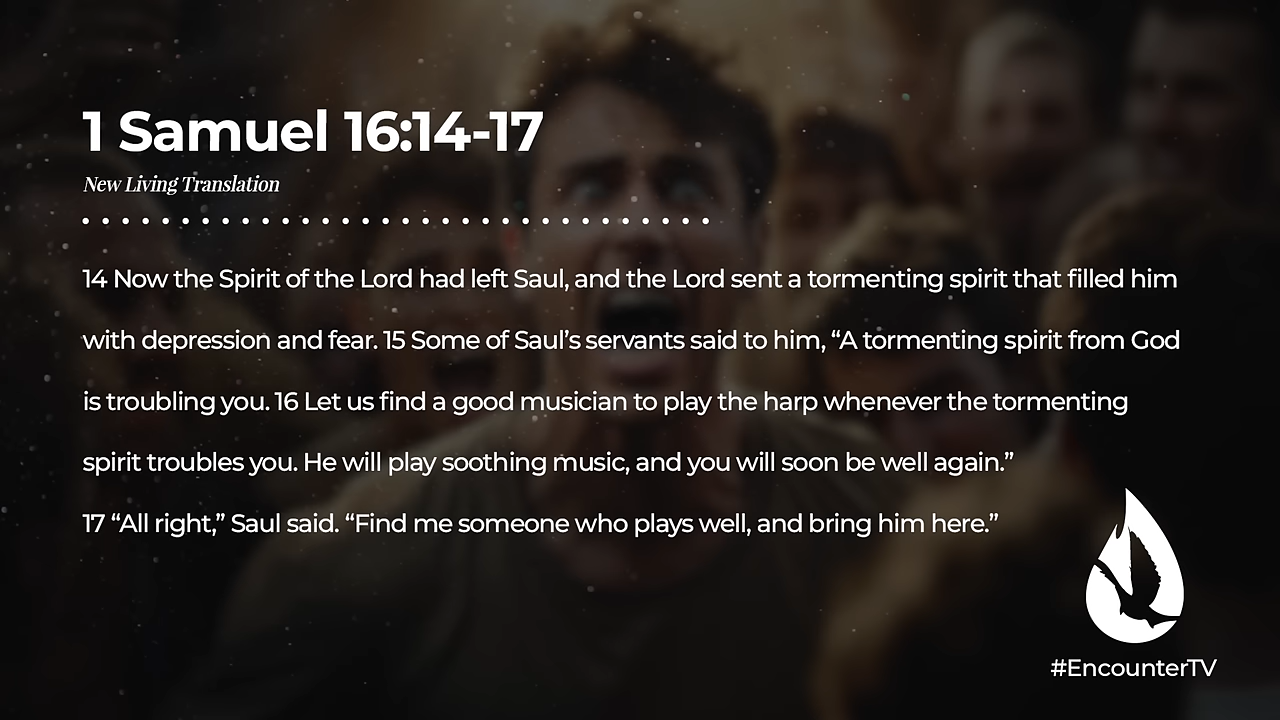 1 Samuel 16:14-17
New Living Translation
14 Now the Spirit of the Lord had left Saul, and the Lord sent a tormenting spirit that filled him
with depression and fear. 15 Some of Saul’s servants said to him, “A tormenting spirit from God
is troubling you. 16 Let us find a good musician to play the harp whenever the tormenting
spirit troubles you. He will play soothing music, and you will soon be well again.”
17 “All right,” Saul said. “Find me someone who plays well, and bring him here.”
#EncounterTV